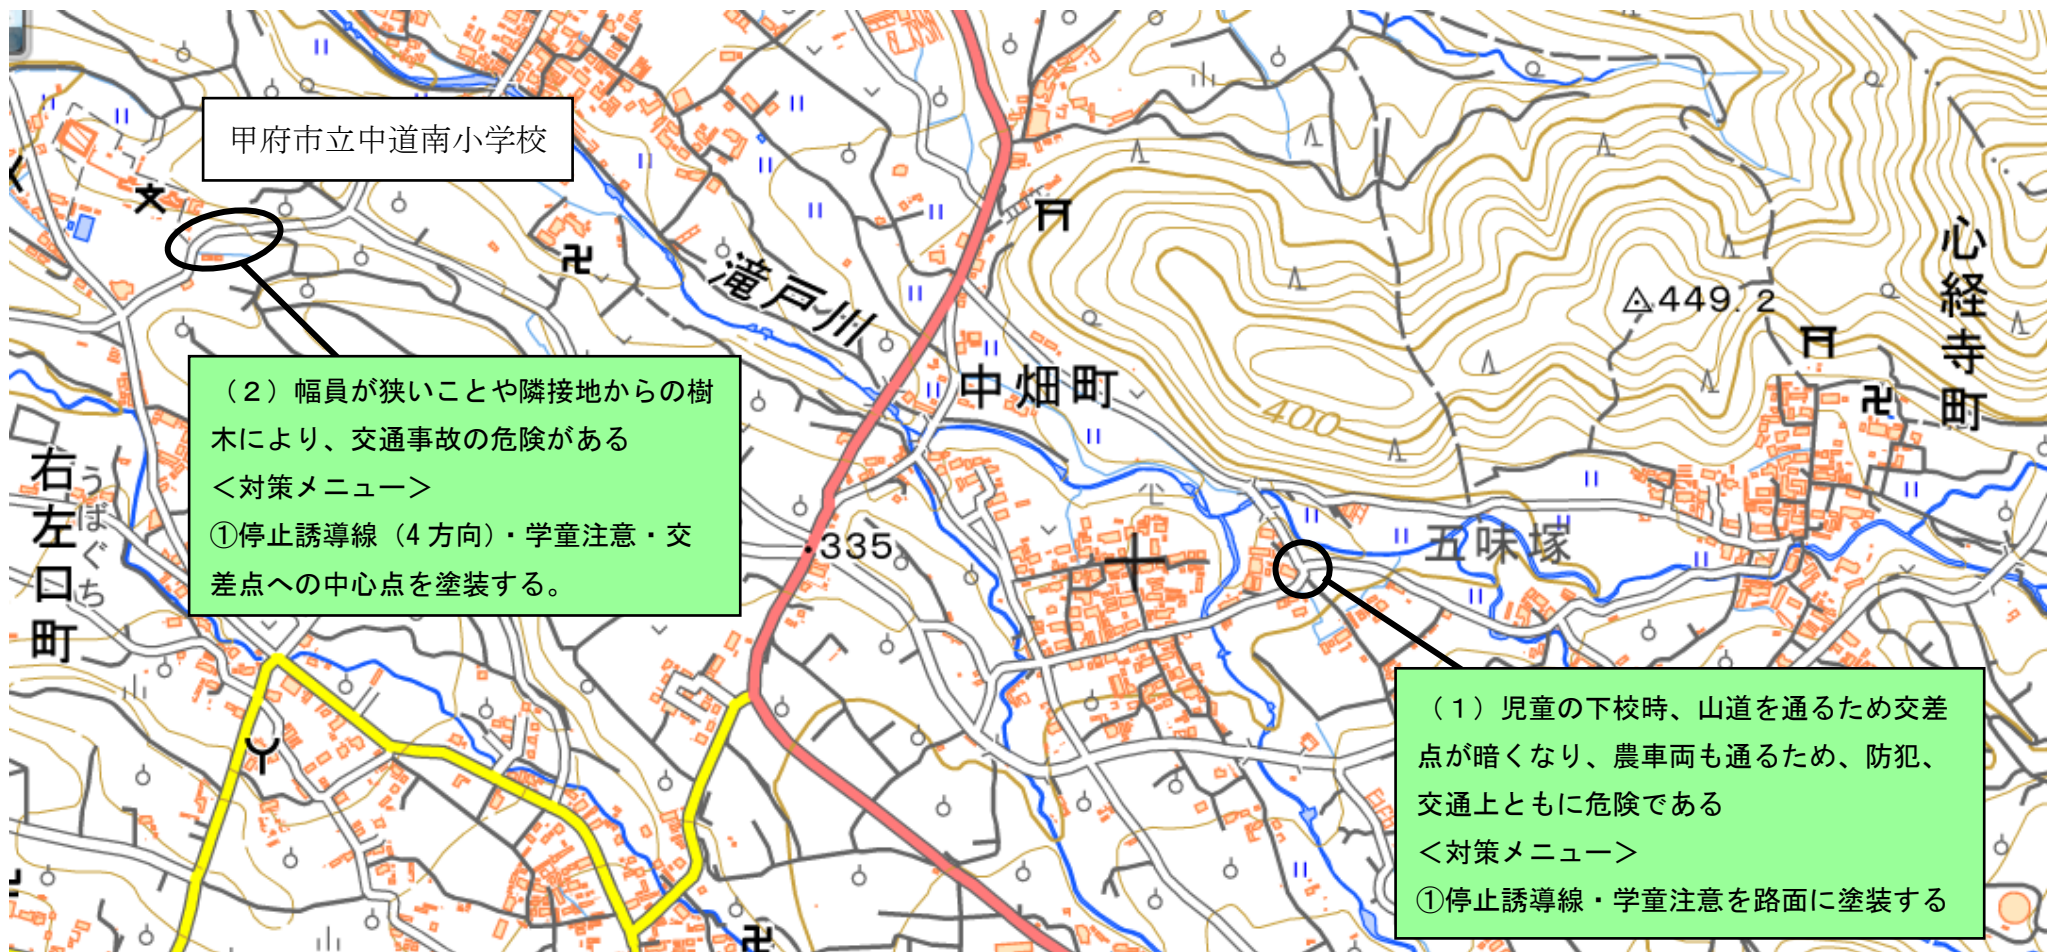 甲府市立中道南小学校
滝戸川
中畑町
449.2
心経寺町
400
（２）幅員が狭いことや隣接地からの樹
木により、交通事故の危険がある
＜対策メニュー＞
①停止誘導線（4 方向）・学童注意・交
差点への中心点を塗装する。
右左口町
うばぐち
335
五味塚
（１）児童の下校時、山道を通るため交差
点が暗くなり、農車両も通るため、防犯、
交通上ともに危険である
＜対策メニュー＞
①停止誘導線・学童注意を路面に塗装する